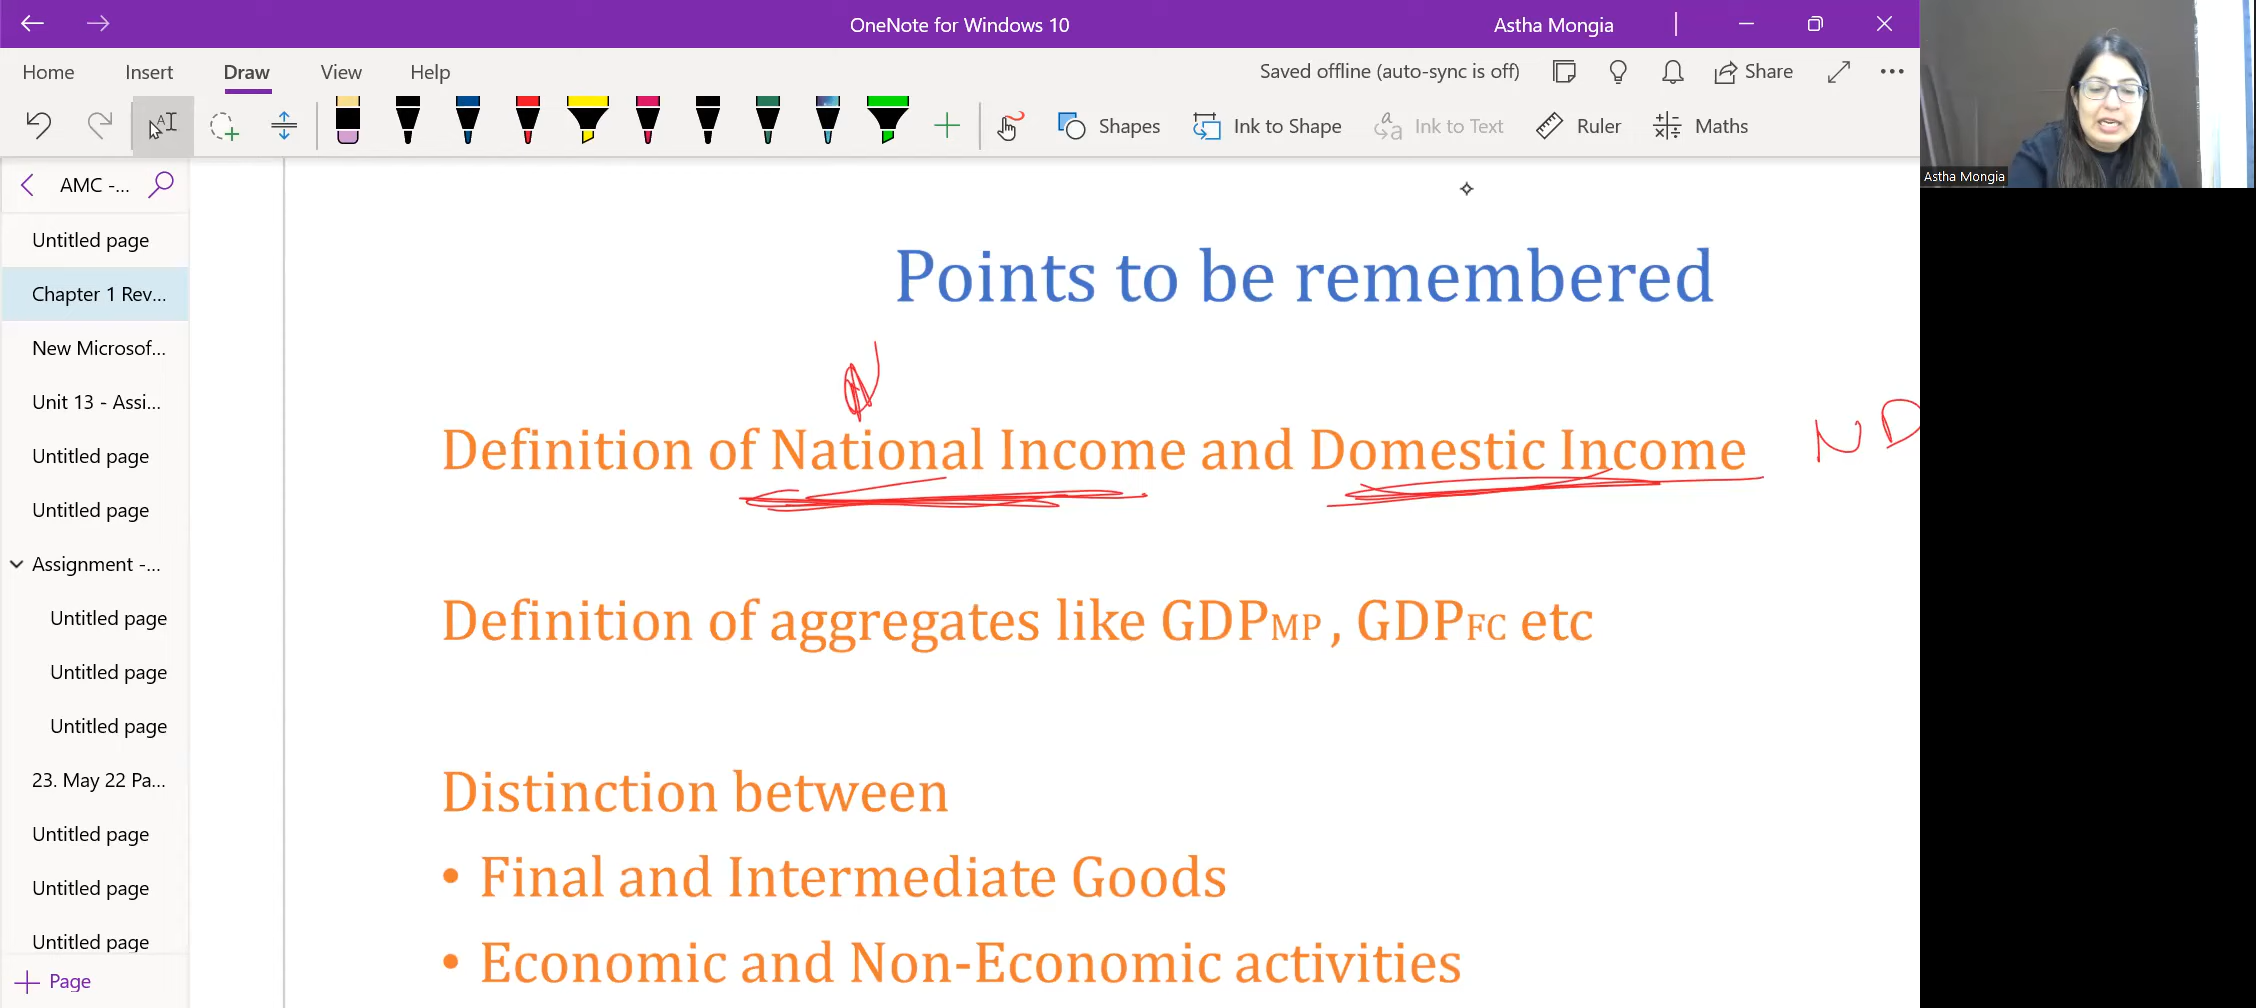 OneNote for Windows 10
Astha Mongia
Home Insert Draw View Help
Saved offline (auto-sync is off)
Share
Shapes Ink to Shape Ink to Text Ruler Maths
Astha Mongia
AMC -...
Untitled page
Chapter 1 Rev...
New Microsof...
Unit 13 - Assi...
Untitled page
Untitled page
Assignment -...
Untitled page
Untitled page
Untitled page
23. May 22 Pa...
Untitled page
Untitled page
Untitled page
Page
Points to be remembered
N
Definition of National Income and Domestic Income ND
Definition of aggregates like GDPMP, GDPFC etc
Distinction between
• Final and Intermediate Goods
• Economic and Non-Economic activities